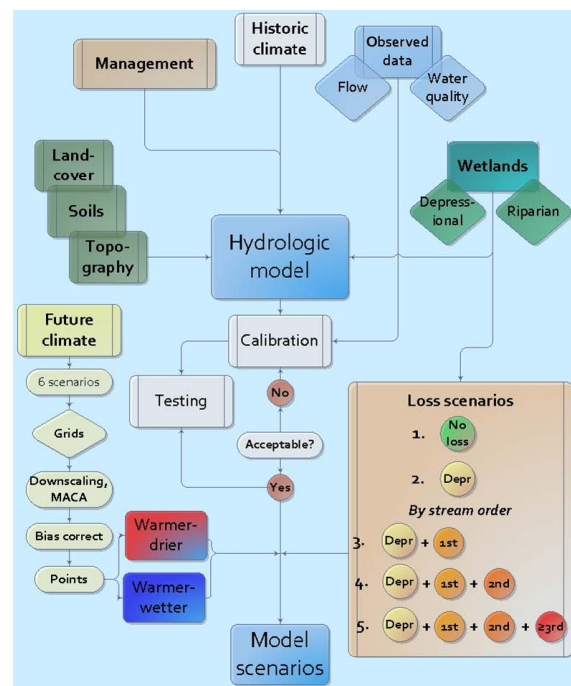 Historic
climate
Observed
data
Flow
Water
quality
Management
Land-
cover
Soils
Topo-
graphy
Wetlands
Depress-
ional
Riparian
Hydrologic
model
Future
climate
6 scenarios
Grids
Downscaling,
MACA
Bias correct
Points
Calibration
Testing
No
Acceptable?
Yes
Warmer-
drier
Warmer-
wetter
Model
scenarios
Loss scenarios
1. No
loss
2. Depr
By stream order
3. Depr + 1st
4. Depr + 1st + 2nd
5. Depr + 1st + 2nd + ≥3rd